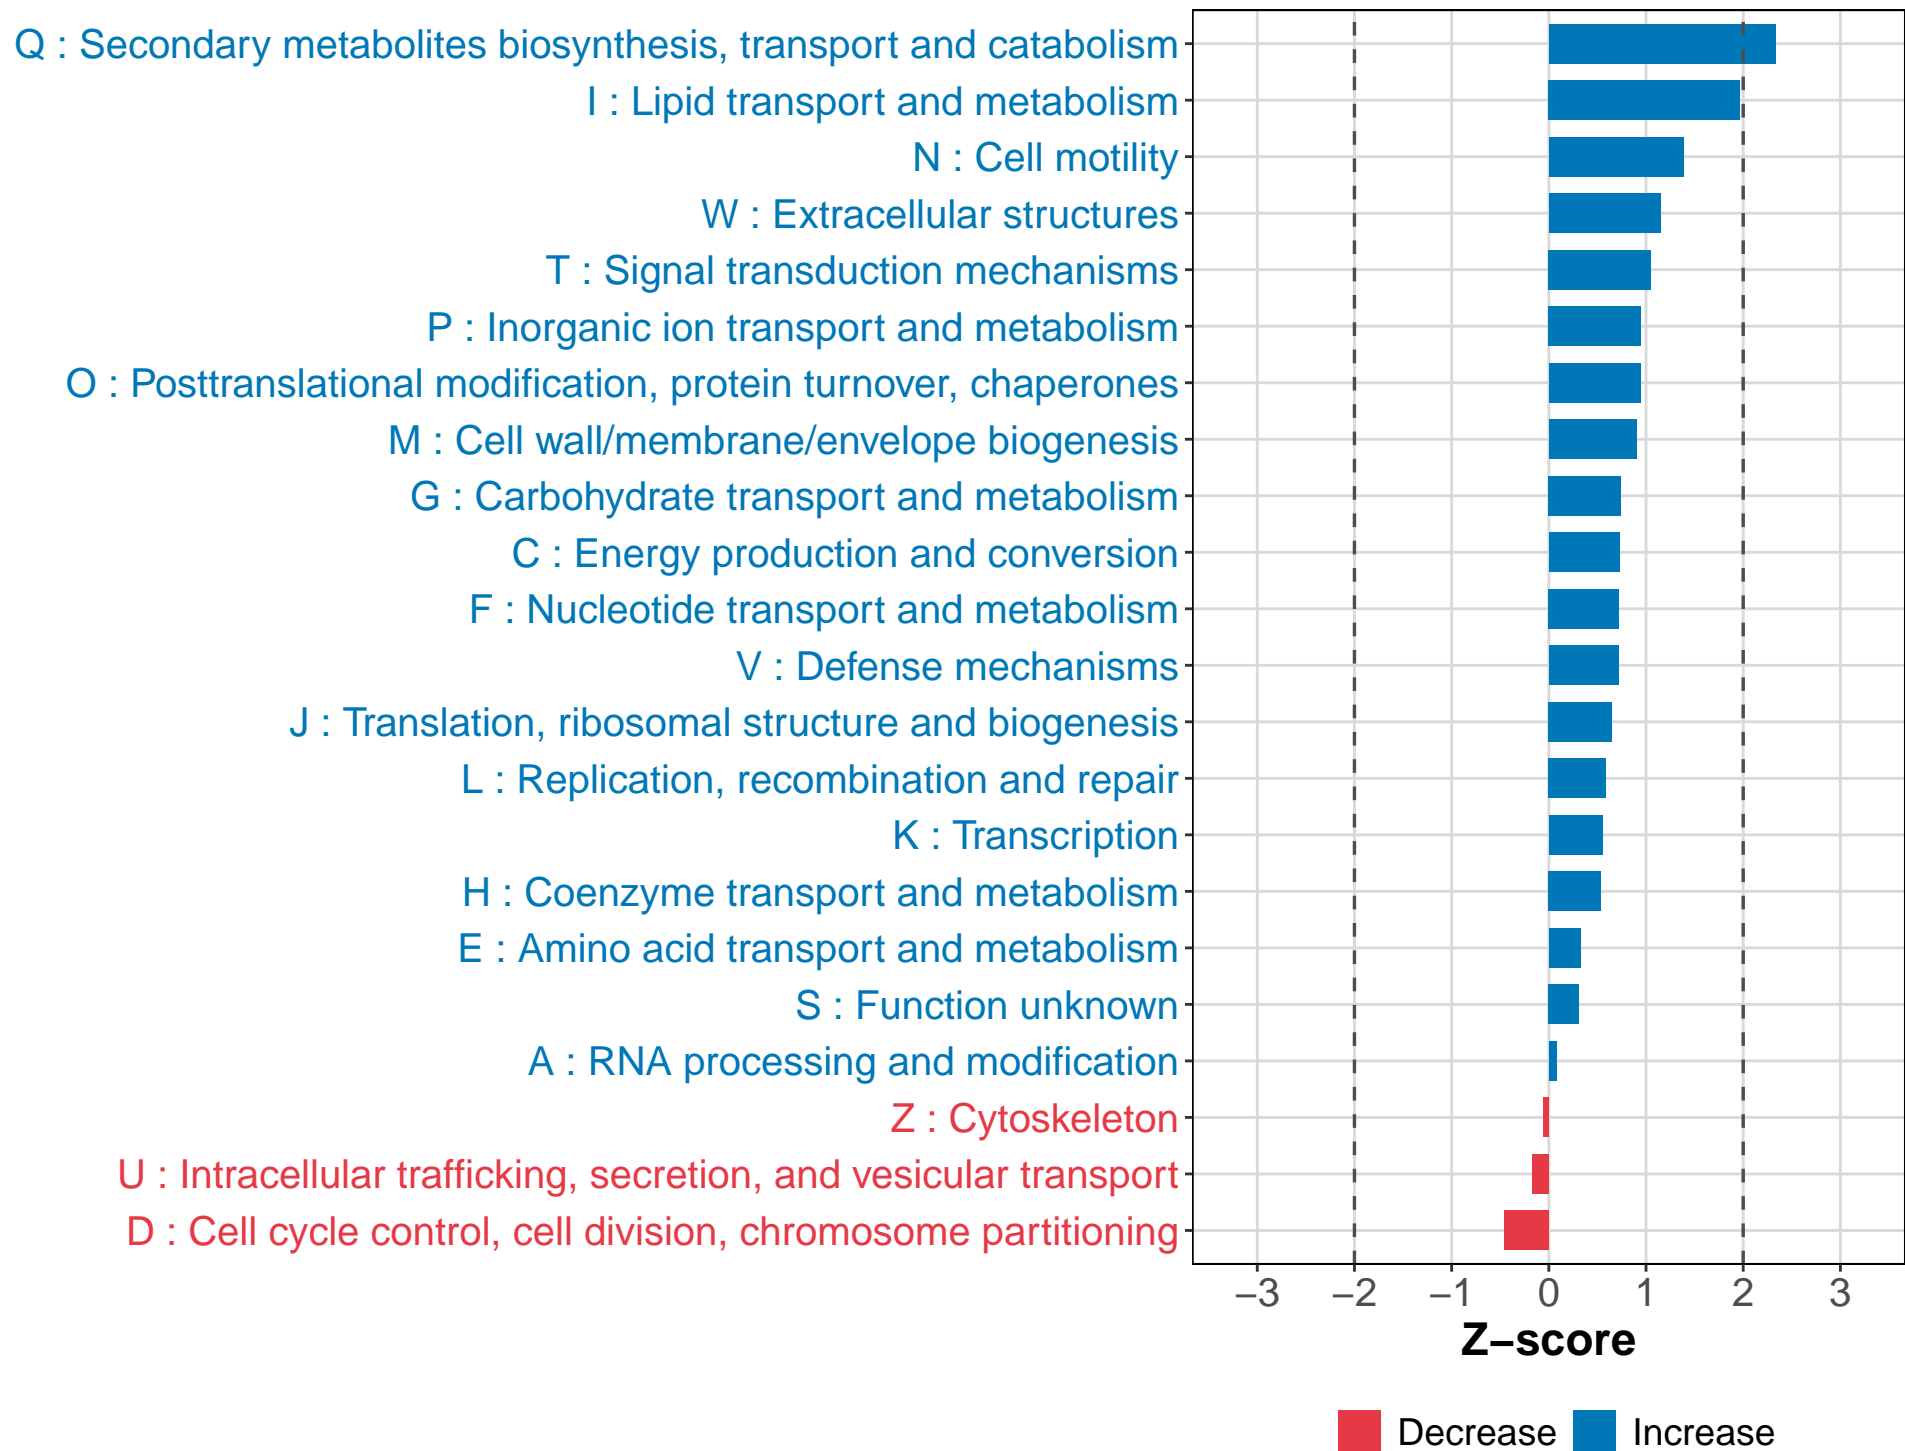 Q : Secondary metabolites biosynthesis, transport and catabolism
I : Lipid transport and metabolism
N : Cell motility
W : Extracellular structures
T : Signal transduction mechanisms
P : Inorganic ion transport and metabolism
O : Posttranslational modification, protein turnover, chaperones
M : Cell wall/membrane/envelope biogenesis
G : Carbohydrate transport and metabolism
C : Energy production and conversion
F : Nucleotide transport and metabolism
V : Defense mechanisms
J : Translation, ribosomal structure and biogenesis
L : Replication, recombination and repair
K : Transcription
H : Coenzyme transport and metabolism
E : Amino acid transport and metabolism
S : Function unknown
A : RNA processing and modification
Z : Cytoskeleton
U : Intracellular trafficking, secretion, and vesicular transport
D : Cell cycle control, cell division, chromosome partitioning
−3 −2 −1 0 1 2 3
Z−score
Decrease Increase